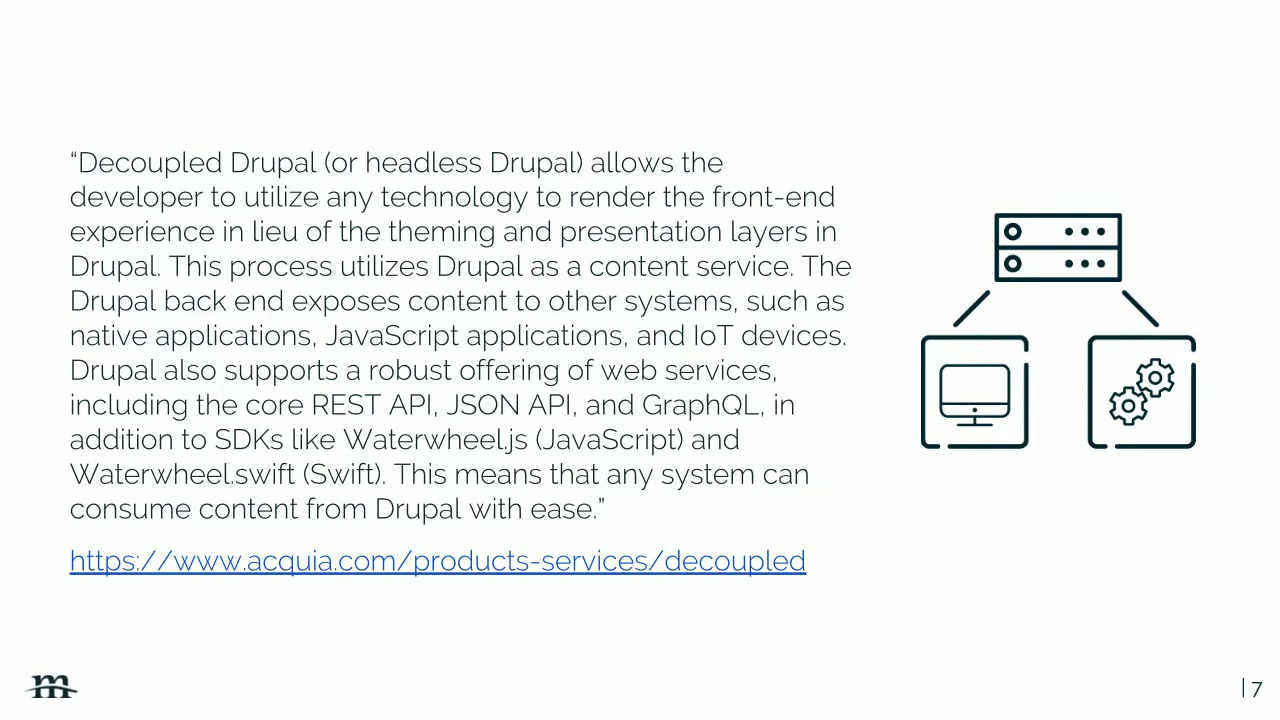 “Decoupled Drupal (or headless Drupal) allows the
developer to utilize any technology to render the front-end
experience in lieu of the theming and presentation layers in
Drupal. This process utilizes Drupal as a content service. The
Drupal back end exposes content to other systems, such as
native applications, JavaScript applications, and IoT devices.
Drupal also supports a robust offering of web services,
including the core REST API, JSON API, and GraphQL, in
addition to SDKs like Waterwheel.js (JavaScript) and
Waterwheel.swift (Swift). This means that any system can
consume content from Drupal with ease.”
https://www.acquia.com/products-services/decoupled
m
| 7